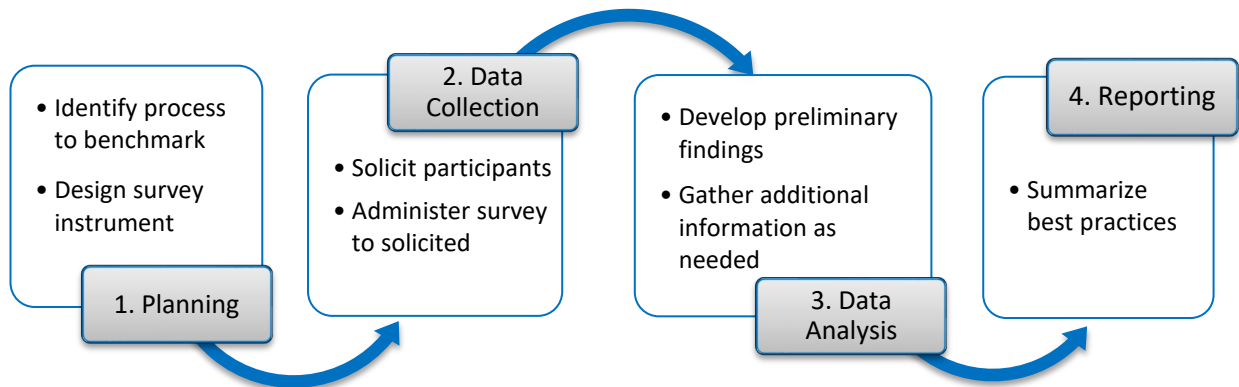 • Identify process
to benchmark
• Design survey
instrument
1. Planning
2. Data
Collection
• Solicit participants
• Administer survey
to solicited
• Develop preliminary
findings
• Gather additional
information as
needed
3. Data
Analysis
4. Reporting
• Summarize
best practices